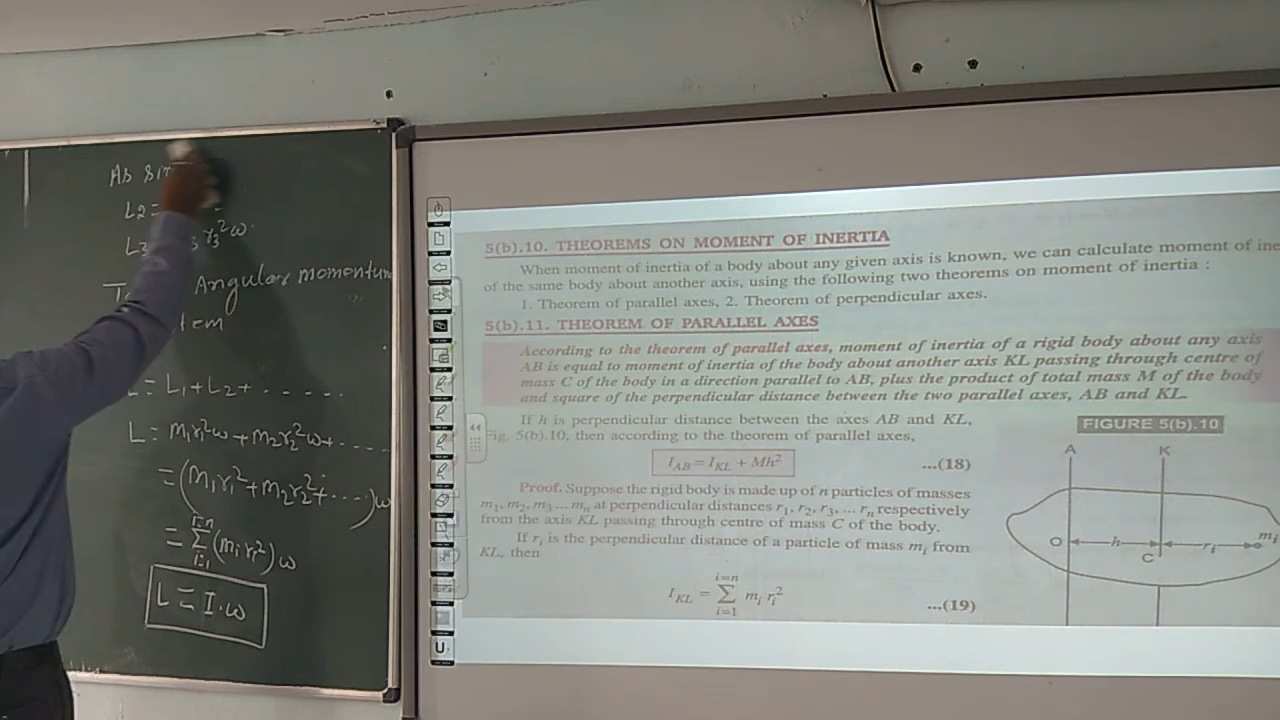 As sin
L2=
L3 r3²ω.
Angular momentum
tem
L = L1+L2+ . . . . . .
L = m1r1²ω+m2r2²ω+ . . . .
=(m1r1²+m2r2²+ . . . .)ω
= Σ i=1 i=n (miri²)ω
L = I·ω
5(b).10. THEOREMS ON MOMENT OF INERTIA
When moment of inertia of a body about any given axis is known, we can calculate moment of ine
of the same body about another axis, using the following two theorems on moment of inertia :
1. Theorem of parallel axes, 2. Theorem of perpendicular axes.
5(b).11. THEOREM OF PARALLEL AXES
According to the theorem of parallel axes, moment of inertia of a rigid body about any axis
AB is equal to moment of inertia of the body about another axis KL passing through centre of
mass C of the body in a direction parallel to AB, plus the product of total mass M of the body
and square of the perpendicular distance between the two parallel axes, AB and KL.
If h is perpendicular distance between the axes AB and KL,
Fig. 5(b).10, then according to the theorem of parallel axes,
I_AB = I_KL + Mh² ...(18)
Proof. Suppose the rigid body is made up of n particles of masses
m1, m2, m3 ... mn at perpendicular distances r1, r2, r3, ... rn respectively
from the axis KL passing through centre of mass C of the body.
If ri is the perpendicular distance of a particle of mass mi from
KL, then
I_KL = Σ i=1 i=n mi ri² ...(19)
FIGURE 5(b).10
A K
O h C ri mi
U